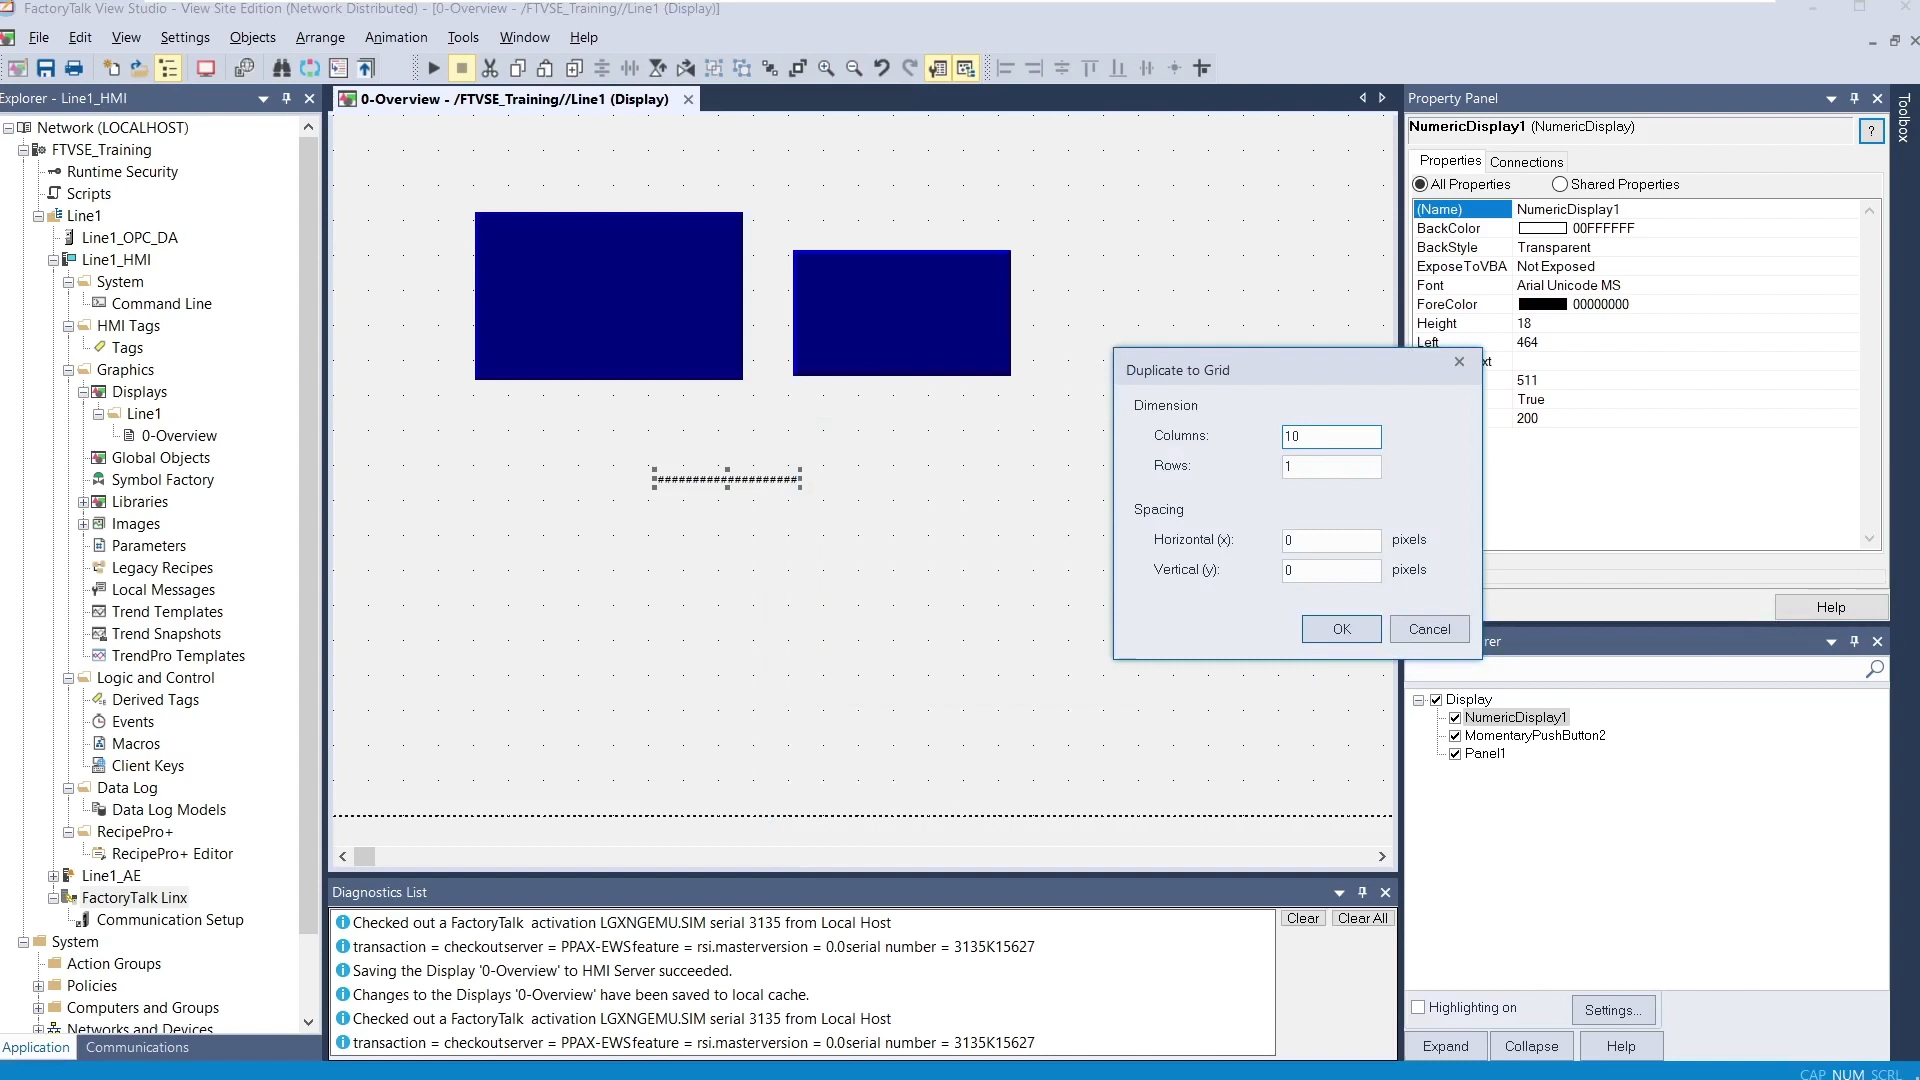 FactoryTalk View Studio - View Site Edition (Network Distributed) - [0-Overview - /FTVSE_Training//Line1 (Display)]
File Edit View Settings Objects Arrange Animation Tools Window Help
Explorer - Line1_HMI
Network (LOCALHOST)
FTVSE_Training
Runtime Security
Scripts
Line1
Line1_OPC_DA
Line1_HMI
System
Command Line
HMI Tags
Tags
Graphics
Displays
Line1
0-Overview
Global Objects
Symbol Factory
Libraries
Images
Parameters
Legacy Recipes
Local Messages
Trend Templates
Trend Snapshots
TrendPro Templates
Logic and Control
Derived Tags
Events
Macros
Client Keys
Data Log
Data Log Models
RecipePro+
RecipePro+ Editor
Line1_AE
FactoryTalk Linx
Communication Setup
System
Action Groups
Policies
Computers and Groups
Networks and Devices
Application Communications
0-Overview - /FTVSE_Training//Line1 (Display)
####################
Duplicate to Grid
Dimension
Columns: 10
Rows: 1
Spacing
Horizontal (x): 0 pixels
Vertical (y): 0 pixels
OK Cancel
Diagnostics List
Checked out a FactoryTalk activation LGXNGEMU.SIM serial 3135 from Local Host
transaction = checkoutserver = PPAX-EWSfeature = rsi.masterversion = 0.0serial number = 3135K15627
Saving the Display '0-Overview' to HMI Server succeeded.
Changes to the Displays '0-Overview' have been saved to local cache.
Checked out a FactoryTalk activation LGXNGEMU.SIM serial 3135 from Local Host
transaction = checkoutserver = PPAX-EWSfeature = rsi.masterversion = 0.0serial number = 3135K15627
Clear Clear All
Property Panel
NumericDisplay1 (NumericDisplay)
?
Properties Connections
All Properties Shared Properties
(Name) NumericDisplay1
BackColor 00FFFFFF
BackStyle Transparent
ExposeToVBA Not Exposed
Font Arial Unicode MS
ForeColor 00000000
Height 18
Left 464
xt
511
True
200
Help
rer
Display
NumericDisplay1
MomentaryPushButton2
Panel1
Highlighting on Settings...
Expand Collapse Help
Toolbox
CAP NUM SCRL